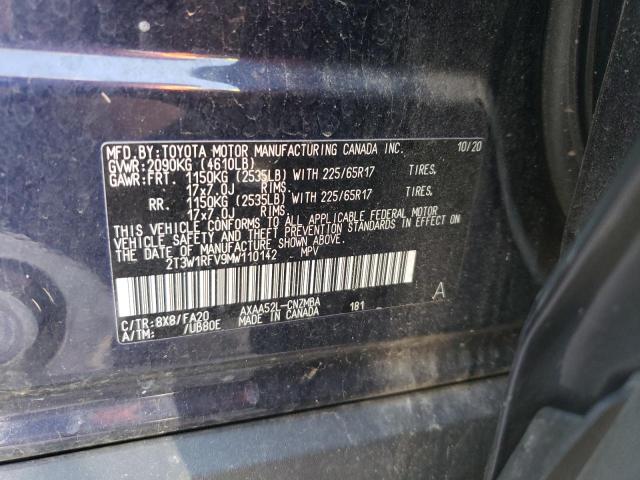 MFD.BY:TOYOTA MOTOR MANUFACTURING CANADA INC. 10/20
GVWR:2090KG (4610LB)
GAWR:FRT. 1150KG (2535LB) WITH 225/65R17 TIRES,
17x7.0J RIMS,
RR. 1150KG (2535LB) WITH 225/65R17 TIRES,
17x7.0J RIMS,
THIS VEHICLE CONFORMS TO ALL APPLICABLE FEDERAL MOTOR
VEHICLE SAFETY, BUMPER, AND THEFT PREVENTION STANDARDS IN EFFECT ON
THE DATE OF MANUFACTURE SHOWN ABOVE.
2T3W1RFV9MW110142 MPV
A
C/TR:8X8/FA20 AXAA52L-CNZMBA 181
A/TM: /UB80E MADE IN CANADA